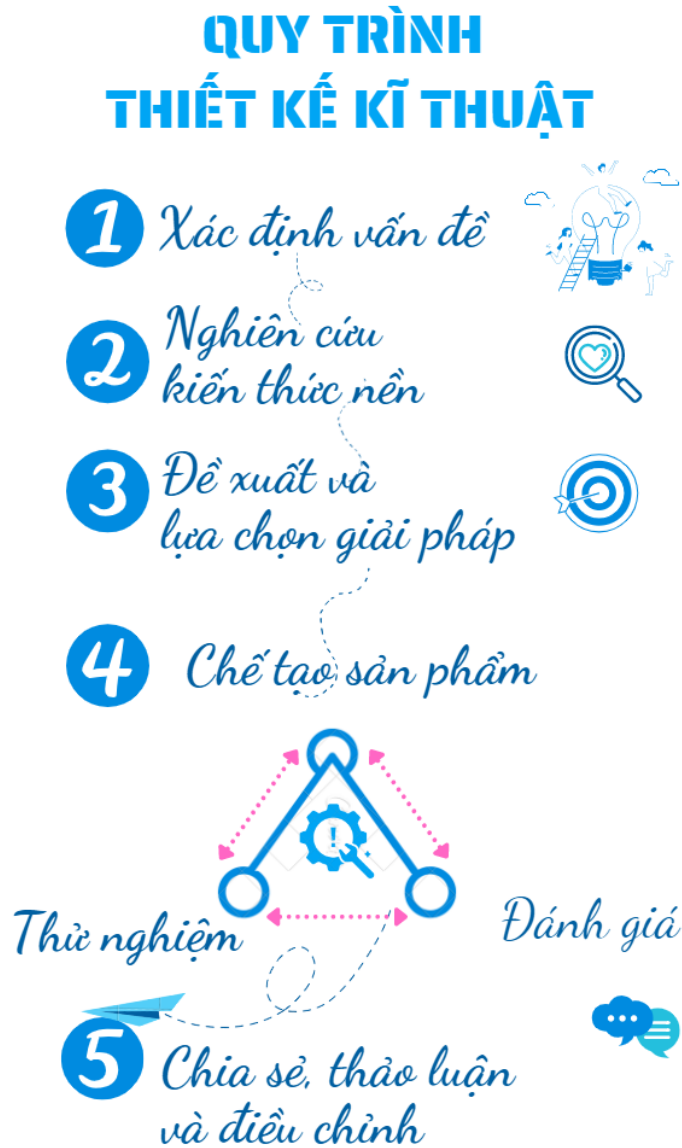 QUY TRÌNH
THIẾT KẾ KĨ THUẬT
1 Xác định vấn đề
2 Nghiên cứu
kiến thức nền
3 Đề xuất và
lựa chọn giải pháp
4 Chế tạo sản phẩm
Thử nghiệm
Đánh giá
5 Chia sẻ, thảo luận
và điều chỉnh